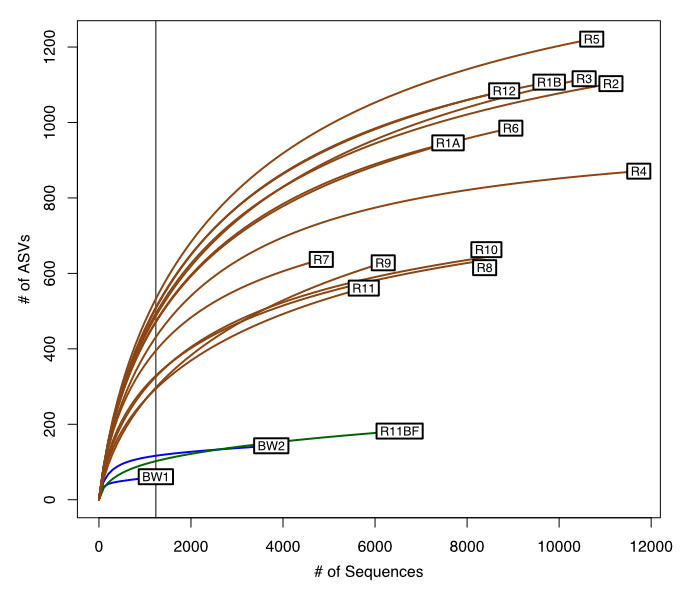 1200
1000
800
600
400
200
0
# of ASVs
R5
R3
R1B
R2
R12
R6
R1A
R4
R10
R7
R9
R8
R11
R11BF
BW2
BW1
0 2000 4000 6000 8000 10000 12000
# of Sequences